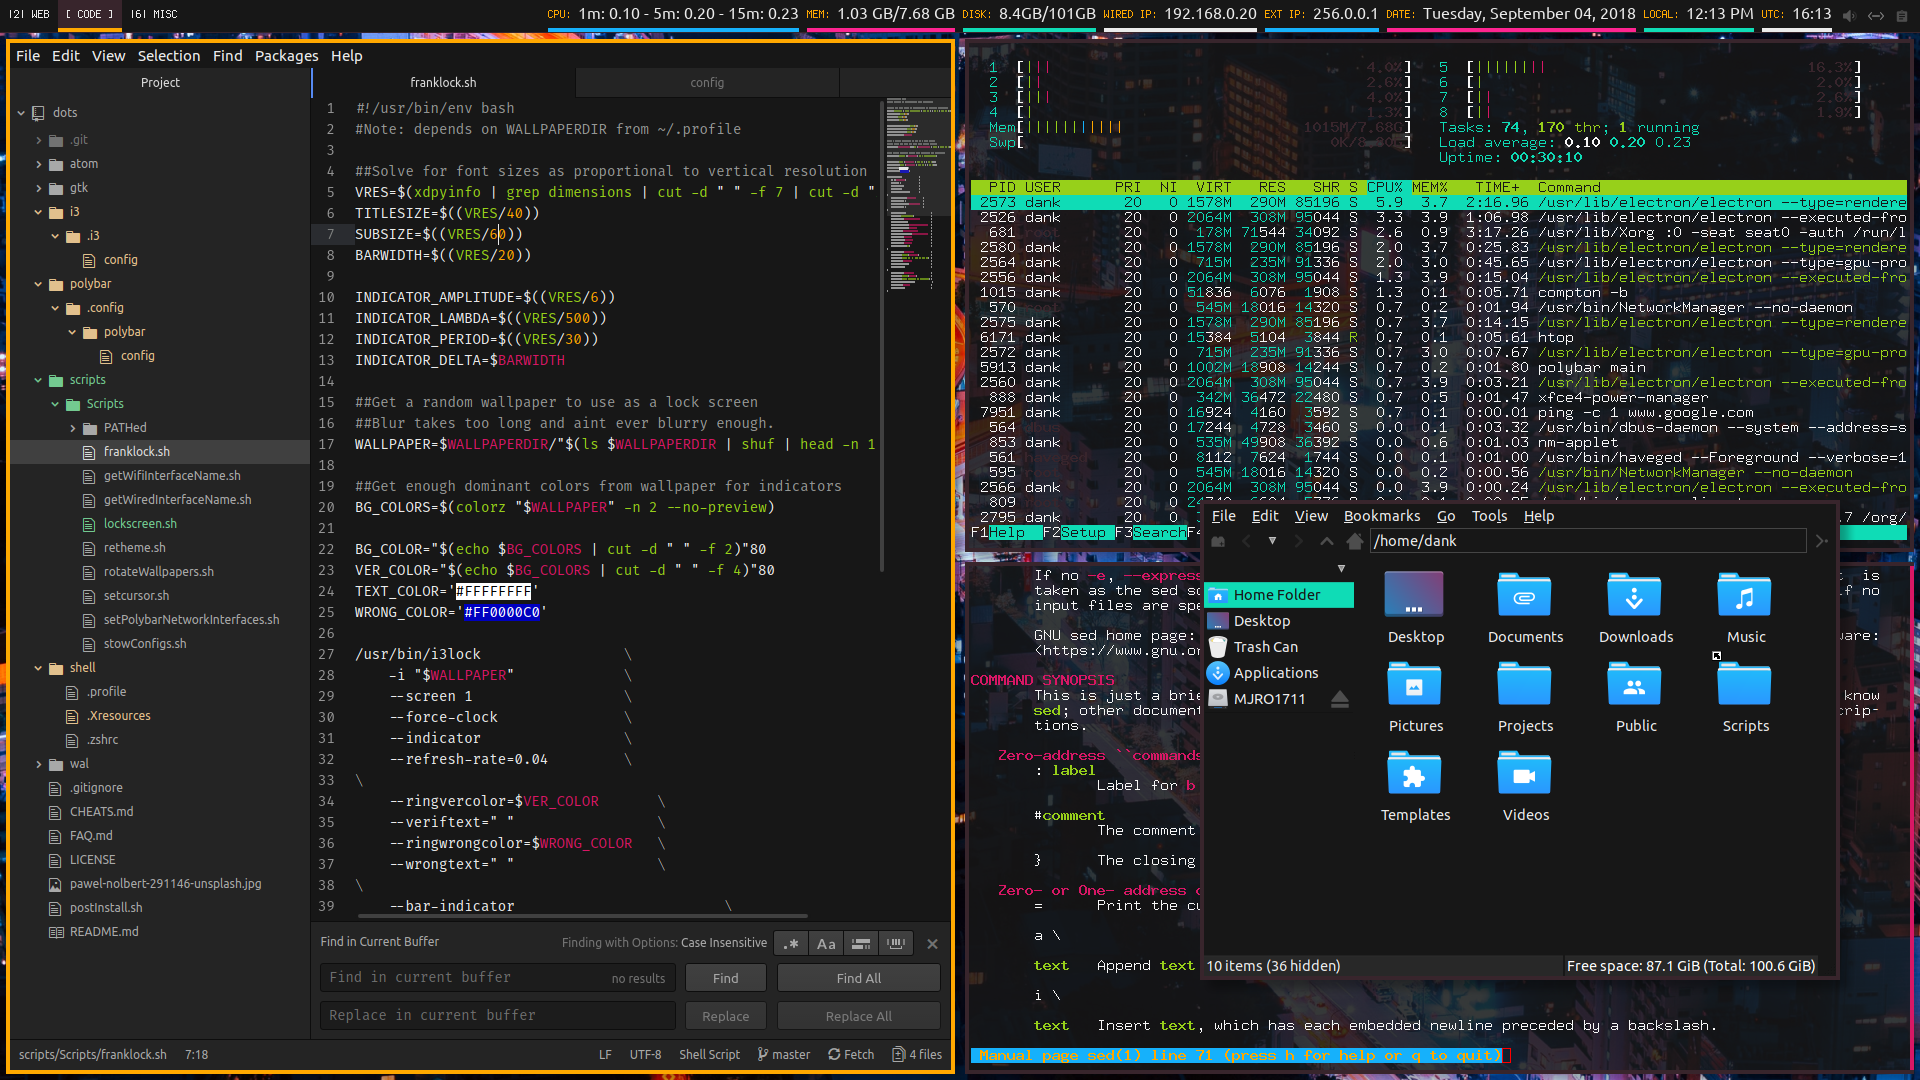 |2| WEB [ CODE ] |6| MISC
CPU: 1m: 0.10 - 5m: 0.20 - 15m: 0.23 MEM: 1.03 GB/7.68 GB DISK: 8.4GB/101GB WIRED IP: 192.168.0.20 EXT IP: 256.0.0.1 DATE: Tuesday, September 04, 2018 LOCAL: 12:13 PM UTC: 16:13
File Edit View Selection Find Packages Help
Project
dots
.git
atom
gtk
i3
.i3
config
polybar
.config
polybar
config
scripts
Scripts
PATHed
franklock.sh
getWifiInterfaceName.sh
getWiredInterfaceName.sh
lockscreen.sh
retheme.sh
rotateWallpapers.sh
setcursor.sh
setPolybarNetworkInterfaces.sh
stowConfigs.sh
shell
.profile
.Xresources
.zshrc
wal
.gitignore
CHEATS.md
FAQ.md
LICENSE
pawel-nolbert-291146-unsplash.jpg
postInstall.sh
README.md
franklock.sh config
1 #!/usr/bin/env bash
2 #Note: depends on WALLPAPERDIR from ~/.profile
3
4 ##Solve for font sizes as proportional to vertical resolution
5 VRES=$(xdpyinfo | grep dimensions | cut -d " " -f 7 | cut -d "
6 TITLESIZE=$((VRES/40))
7 SUBSIZE=$((VRES/60))
8 BARWIDTH=$((VRES/20))
9
10 INDICATOR_AMPLITUDE=$((VRES/6))
11 INDICATOR_LAMBDA=$((VRES/500))
12 INDICATOR_PERIOD=$((VRES/30))
13 INDICATOR_DELTA=$BARWIDTH
14
15 ##Get a random wallpaper to use as a lock screen
16 ##Blur takes too long and aint ever blurry enough.
17 WALLPAPER=$WALLPAPERDIR/"$(ls $WALLPAPERDIR | shuf | head -n 1
18
19 ##Get enough dominant colors from wallpaper for indicators
20 BG_COLORS=$(colorz "$WALLPAPER" -n 2 --no-preview)
21
22 BG_COLOR="$(echo $BG_COLORS | cut -d " " -f 2)"80
23 VER_COLOR="$(echo $BG_COLORS | cut -d " " -f 4)"80
24 TEXT_COLOR='#FFFFFFFF'
25 WRONG_COLOR='#FF0000C0'
26
27 /usr/bin/i3lock \
28 -i "$WALLPAPER" \
29 --screen 1 \
30 --force-clock \
31 --indicator \
32 --refresh-rate=0.04 \
33 \
34 --ringvercolor=$VER_COLOR \
35 --veriftext=" " \
36 --ringwrongcolor=$WRONG_COLOR \
37 --wrongtext=" " \
38 \
39 --bar-indicator \
Find in Current Buffer Finding with Options: Case Insensitive .* Aa
Find in current buffer no results Find Find All
Replace in current buffer Replace Replace All
scripts/Scripts/franklock.sh 7:18 LF UTF-8 Shell Script master Fetch 4 files
1 [||| 4.0%] 5 [|||||||| 16.3%]
2 [|| 2.6%] 6 [| 2.0%]
3 [||| 4.0%] 7 [|| 2.6%]
4 [| 1.3%] 8 [|| 1.9%]
Mem[||||||||||| 1015M/7.68G] Tasks: 74, 170 thr; 1 running
Swp[ Load average: 0.10 0.20 0.23
Uptime: 00:30:10
PID USER PRI NI VIRT RES SHR S CPU% MEM% TIME+ Command
2573 dank 20 0 1578M 290M 85196 S 5.9 3.7 2:16.96 /usr/lib/electron/electron --type=rendere
2526 dank 20 0 2064M 308M 95044 S 3.3 3.9 1:06.98 /usr/lib/electron/electron --executed-fro
681 root 20 0 178M 71544 34092 S 2.6 0.9 3:17.26 /usr/lib/Xorg :0 -seat seat0 -auth /run/l
2580 dank 20 0 1578M 290M 85196 S 2.0 3.7 0:25.83 /usr/lib/electron/electron --type=rendere
2564 dank 20 0 715M 235M 91336 S 2.0 3.0 0:45.65 /usr/lib/electron/electron --type=gpu-pro
2556 dank 20 0 2064M 308M 95044 S 1.3 3.9 0:15.04 /usr/lib/electron/electron --executed-fro
1015 dank 20 0 51836 6076 1908 S 1.3 0.1 0:05.71 compton -b
570 20 0 545M 18016 14320 S 0.7 0.2 0:01.94 /usr/bin/NetworkManager --no-daemon
2575 dank 20 0 1578M 290M 85196 S 0.7 3.7 0:14.15 /usr/lib/electron/electron --type=rendere
6171 dank 20 0 15384 5104 3844 R 0.7 0.1 0:05.61 htop
2572 dank 20 0 715M 235M 91336 S 0.7 3.0 0:07.67 /usr/lib/electron/electron --type=gpu-pro
5913 dank 20 0 1002M 18908 14244 S 0.7 0.2 0:01.80 polybar main
2560 dank 20 0 2064M 308M 95044 S 0.7 3.9 0:03.21 /usr/lib/electron/electron --executed-fro
888 dank 20 0 342M 36472 22480 S 0.7 0.5 0:01.47 xfce4-power-manager
7951 dank 20 0 16924 4160 3592 S 0.7 0.1 0:00.01 ping -c 1 www.google.com
564 dbus 20 0 17244 4728 3460 S 0.0 0.1 0:03.32 /usr/bin/dbus-daemon --system --address=s
853 dank 20 0 535M 49908 36392 S 0.0 0.6 0:01.03 nm-applet
561 20 0 8112 7624 1744 S 0.0 0.1 0:01.00 /usr/bin/haveged --Foreground --verbose=1
595 20 0 545M 18016 14320 S 0.0 0.2 0:00.56 /usr/bin/NetworkManager --no-daemon
2566 dank 20 0 2064M 308M 95044 S 0.0 3.9 0:00.24 /usr/lib/electron/electron --executed-fro
809 20 0
2795 dank 20 0 .7 /org/
F1Help F2Setup F3SearchF4
If no -e, --express is
taken as the sed sc f no
input files are spe
GNU sed home page: ware:
<https://www.gnu.or
COMMAND SYNOPSIS
This is just a brie know
sed; other document crip-
tions.
Zero-address ``commands
: label
Label for b
#comment
The comment
} The closing
Zero- or One- address c
= Print the cu
a \
text Append text
i \
text Insert text, which has each embedded newline preceded by a backslash.
Manual page sed(1) line 71 (press h for help or q to quit)
File Edit View Bookmarks Go Tools Help
/home/dank
Home Folder
Desktop
Trash Can
Applications
MJRO1711
Desktop Documents Downloads Music
Pictures Projects Public Scripts
Templates Videos
10 items (36 hidden) Free space: 87.1 GiB (Total: 100.6 GiB)